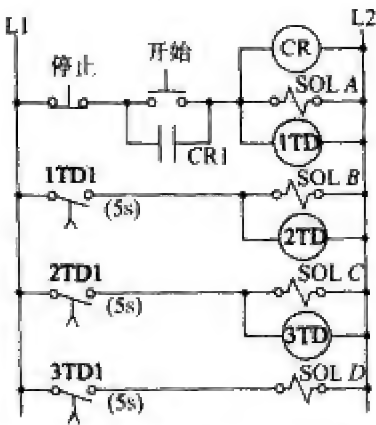 L1
L2
CR
停止
开始
SOL A
1TD
CR1
1TD1
SOL B
(5s)
2TD
2TD1
SOL C
(5s)
3TD
3TD1
SOL D
(5s)